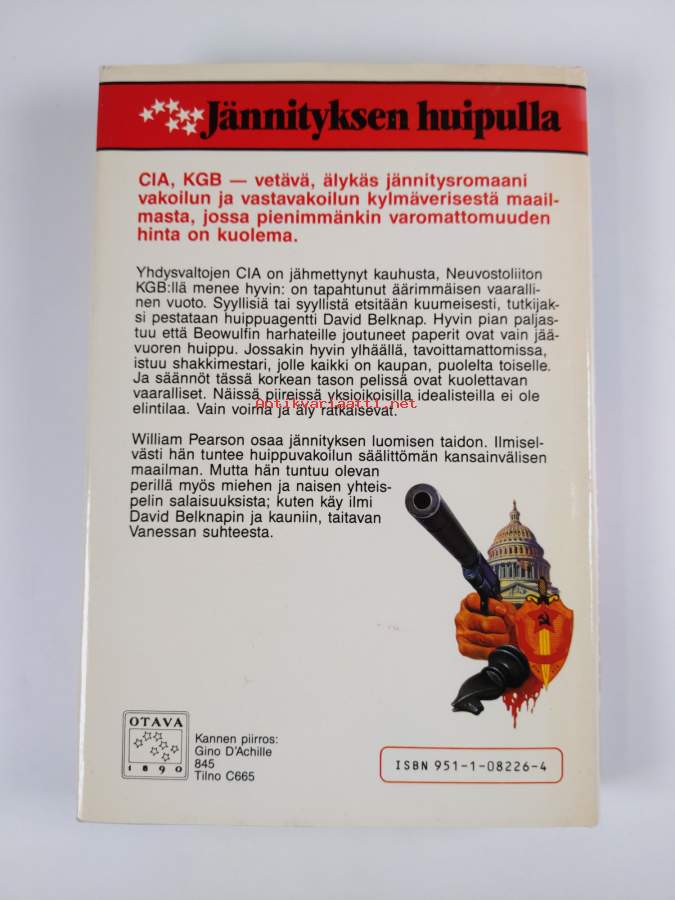 Jännityksen huipulla
CIA, KGB — vetävä, älykäs jännitysromaani
vakoilun ja vastavakoilun kylmäverisestä maail-
masta, jossa pienimmänkin varomattomuuden
hinta on kuolema.
Yhdysvaltojen CIA on jähmettynyt kauhusta, Neuvostoliiton
KGB:llä menee hyvin: on tapahtunut äärimmäisen vaaralli-
nen vuoto. Syyllisiä tai syyllistä etsitään kuumeisesti, tutkijak-
si pestataan huippuagentti David Belknap. Hyvin pian paljas-
tuu että Beowulfin harhateille joutuneet paperit ovat vain jää-
vuoren huippu. Jossakin hyvin ylhäällä, tavoittamattomissa,
istuu shakkimestari, jolle kaikki on kaupan, puolelta toiselle.
Ja säännöt tässä korkean tason pelissä ovat kuolettavan
vaaralliset. Näissä piireissä yksioikoisilla idealisteilla ei ole
elintilaa. Vain voima ja äly ratkaisevat.
Antikvariaatti.net
William Pearson osaa jännityksen luomisen taidon. Ilmisel-
västi hän tuntee huippuvakoilun säälittömän kansainvälisen
maailman. Mutta hän tuntuu olevan
perillä myös miehen ja naisen yhteis-
pelin salaisuuksista; kuten käy ilmi
David Belknapin ja kauniin, taitavan
Vanessan suhteesta.
OTAVA
1890
Kannen piirros:
Gino D'Achille
845
Tilno C665
ISBN 951-1-08226-4